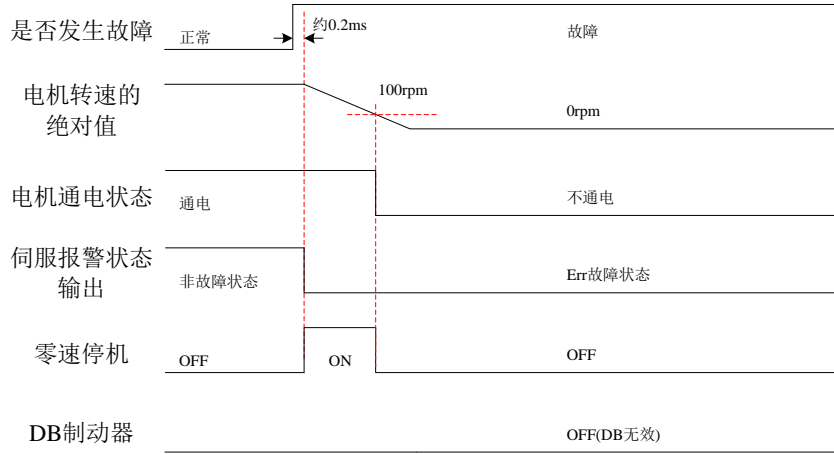 是否发生故障
正常
约0.2ms
故障
电机转速的
绝对值
100rpm
0rpm
电机通电状态
通电
不通电
伺服报警状态
输出
非故障状态
Err故障状态
零速停机
OFF
ON
OFF
DB制动器
OFF(DB无效)